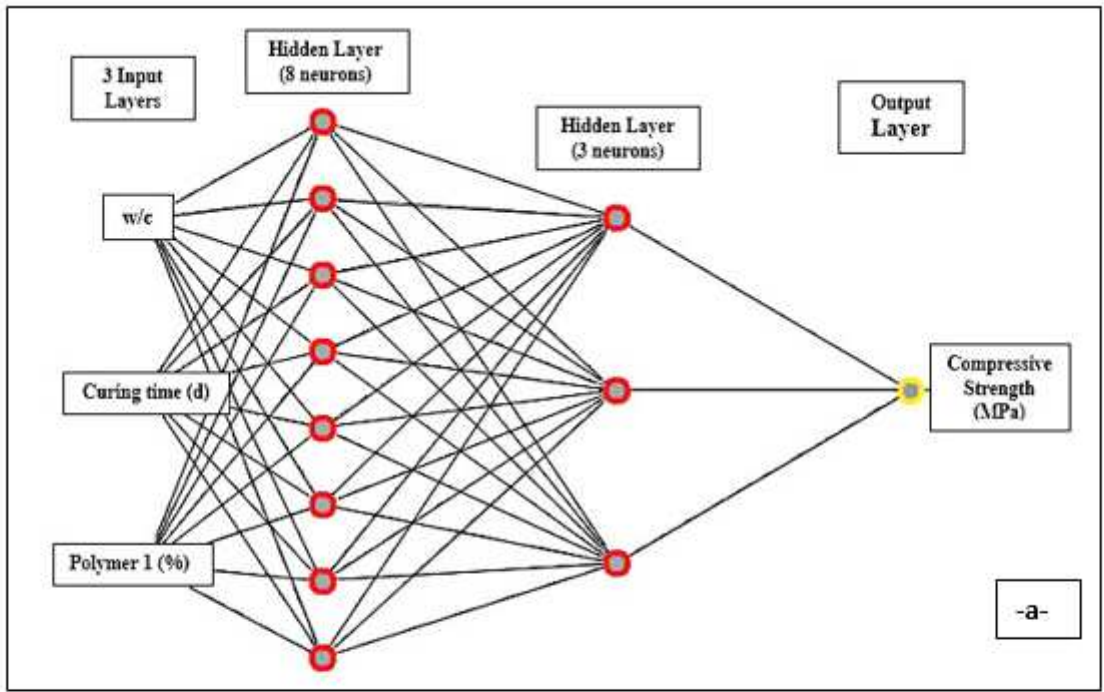 3 Input
Layers
Hidden Layer
(8 neurons)
Hidden Layer
(3 neurons)
Output
Layer
w/c
Curing time (d)
Polymer 1 (%)
Compressive
Strength
(MPa)
-a-